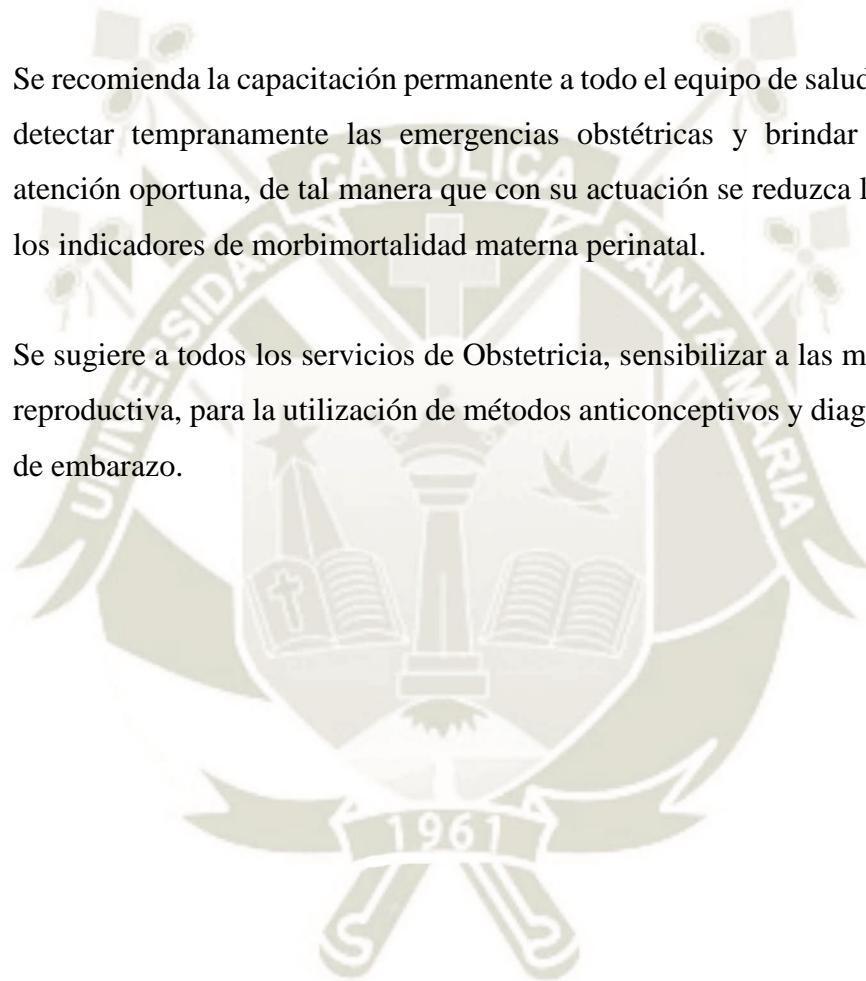 Se recomienda la capacitación permanente a todo el equipo de salud
detectar tempranamente las emergencias obstétricas y brindar
atención oportuna, de tal manera que con su actuación se reduzca
los indicadores de morbimortalidad materna perinatal.
Se sugiere a todos los servicios de Obstetricia, sensibilizar a las
reproductiva, para la utilización de métodos anticonceptivos y
de embarazo.
UNIVERSIDAD CATOLICA SANTA MARIA
1961